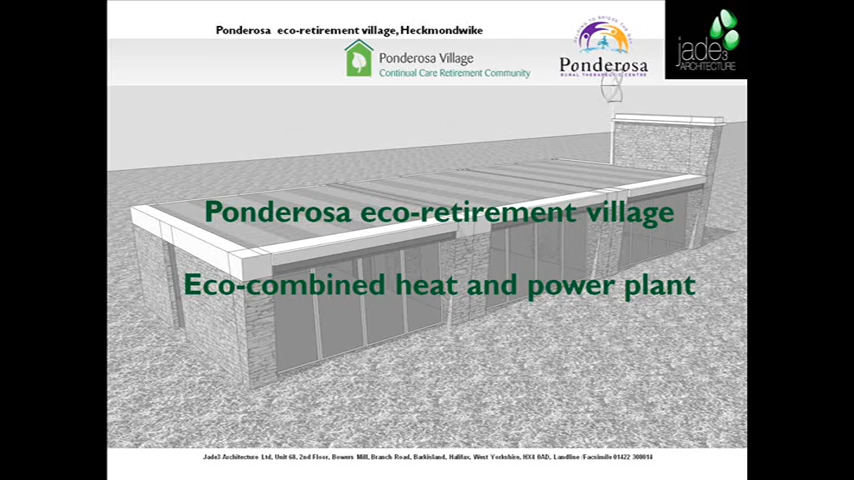 Ponderosa eco-retirement village, Heckmondwike
Ponderosa Village
Continual Care Retirement Community
Ponderosa
RURAL THERAPEUTIC CENTRE
jade3
ARCHITECTURE
Ponderosa eco-retirement village
Eco-combined heat and power plant
Jade3 Architecture Ltd, Unit 6B, 2nd Floor, Bowers Mill, Branch Road, Barkisland, Halifax, West Yorkshire, HX4 0AD, Landline /Facsimile 01422 308014